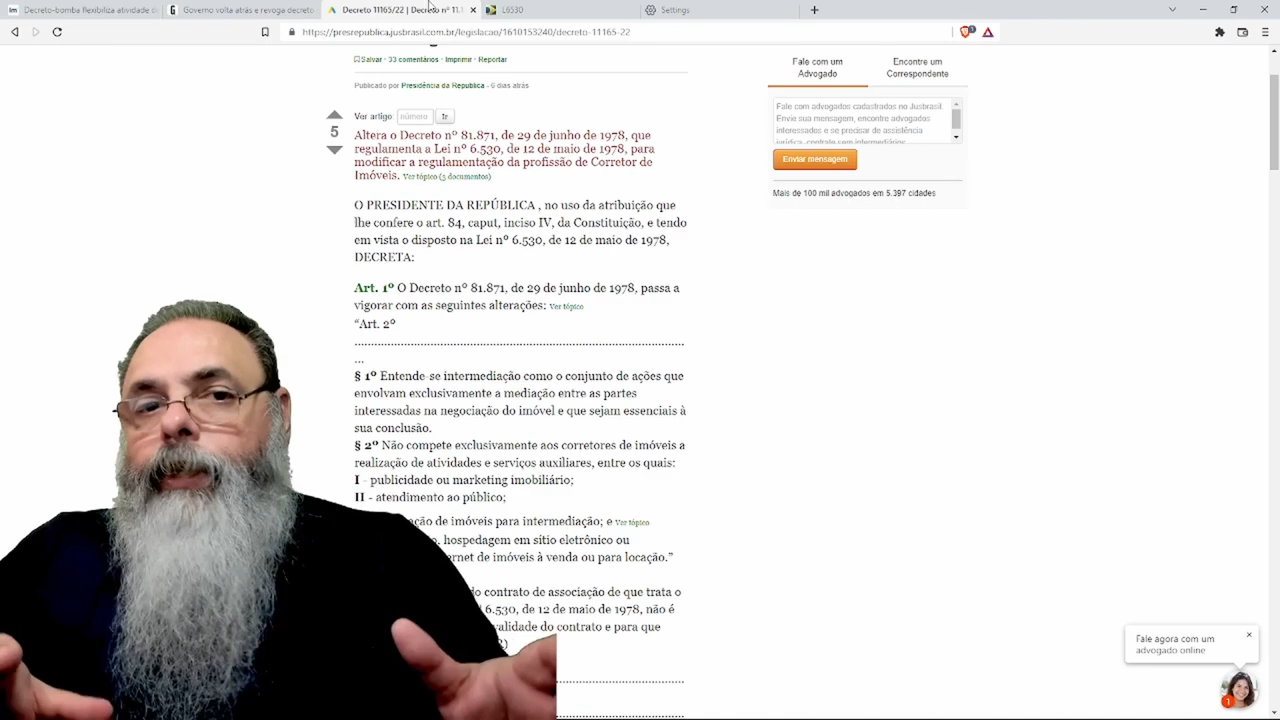 Decreto-bomba flexibiliza atividade d
Governo volta atrás e revoga decreto
Decreto 11165/22 | Decreto nº 11.1
L6530
Settings
https://presrepublica.jusbrasil.com.br/legislacao/1610153240/decreto-11165-22
Salvar · 33 comentários · Imprimir · Reportar
Publicado por Presidência da Republica - 6 dias atrás
Ver artigo: número Ir
5
Altera o Decreto nº 81.871, de 29 de junho de 1978, que
regulamenta a Lei nº 6.530, de 12 de maio de 1978, para
modificar a regulamentação da profissão de Corretor de
Imóveis. Ver tópico (3 documentos)
O PRESIDENTE DA REPÚBLICA , no uso da atribuição que
lhe confere o art. 84, caput, inciso IV, da Constituição, e tendo
em vista o disposto na Lei nº 6.530, de 12 de maio de 1978,
DECRETA:
Art. 1º O Decreto nº 81.871, de 29 de junho de 1978, passa a
vigorar com as seguintes alterações: Ver tópico
“Art. 2º
...............................................................................
...
§ 1º Entende-se intermediação como o conjunto de ações que
envolvam exclusivamente a mediação entre as partes
interessadas na negociação do imóvel e que sejam essenciais à
sua conclusão.
§ 2º Não compete exclusivamente aos corretores de imóveis a
realização de atividades e serviços auxiliares, entre os quais:
I - publicidade ou marketing imobiliário;
II - atendimento ao público;
ação de imóveis para intermediação; e Ver tópico
, hospedagem em sítio eletrônico ou
ernet de imóveis à venda ou para locação.”
do contrato de associação de que trata o
6.530, de 12 de maio de 1978, não é
validade do contrato e para que
Fale com um
Advogado
Encontre um
Correspondente
Fale com advogados cadastrados no Jusbrasil.
Envie sua mensagem, encontre advogados
interessados e se precisar de assistência
jurídica, contrate sem intermediários
Enviar mensagem
Mais de 100 mil advogados em 5.397 cidades
Fale agora com um
advogado online
1